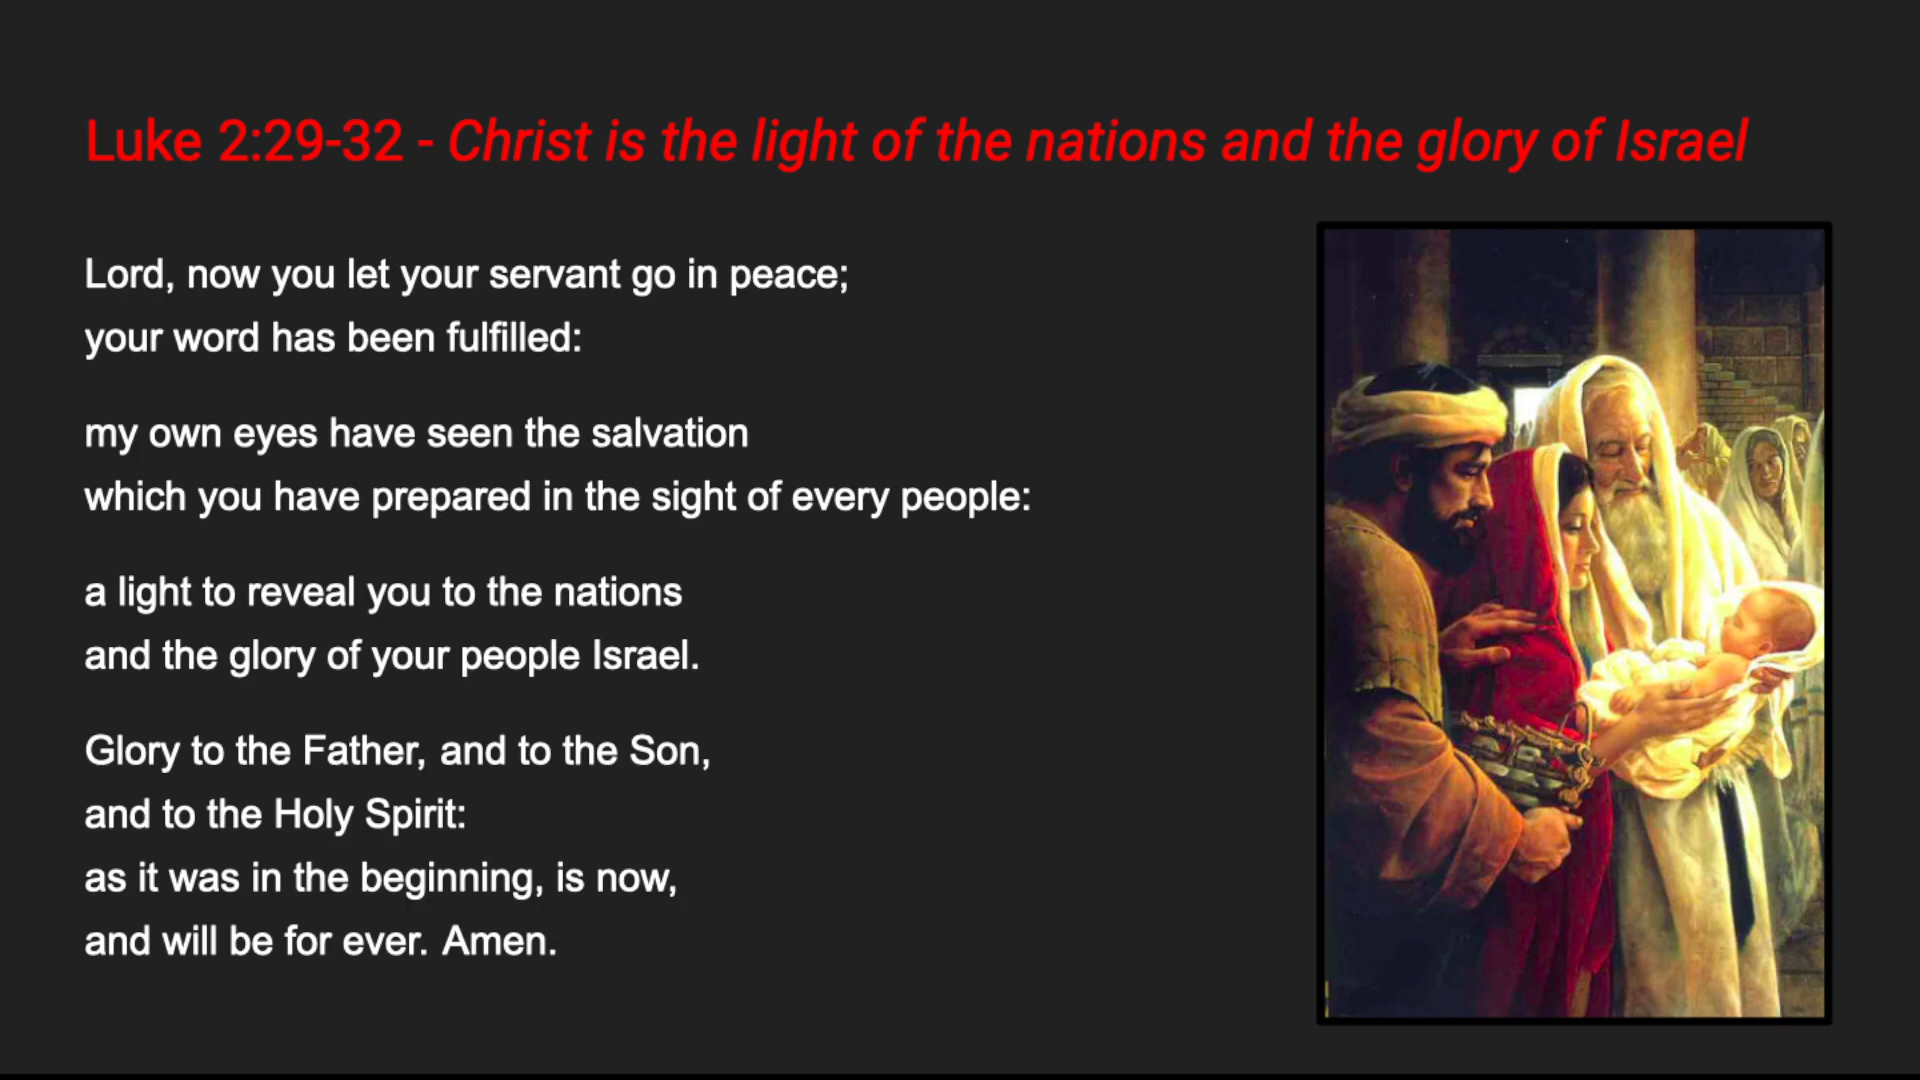 Luke 2:29-32 - Christ is the light of the nations and the glory of Israel
Lord, now you let your servant go in peace;
your word has been fulfilled:
my own eyes have seen the salvation
which you have prepared in the sight of every people:
a light to reveal you to the nations
and the glory of your people Israel.
Glory to the Father, and to the Son,
and to the Holy Spirit:
as it was in the beginning, is now,
and will be for ever. Amen.